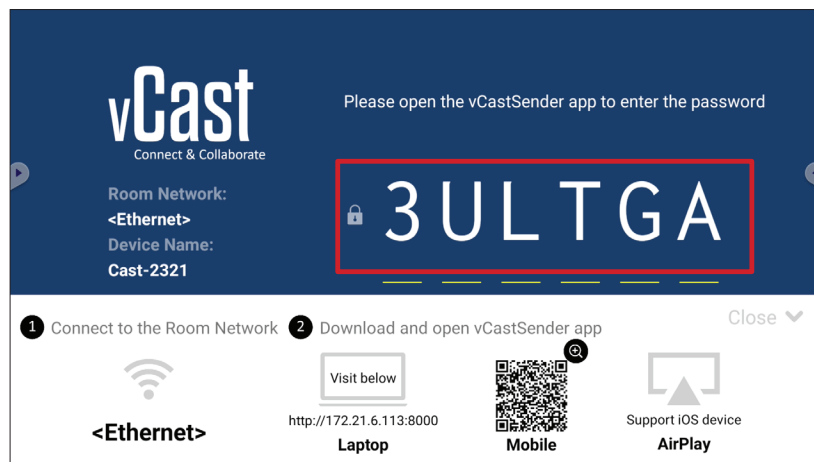 vCast
Connect & Collaborate
Please open the vCastSender app to enter the password
Room Network:
<Ethernet>
Device Name:
Cast-2321
3ULTGA
1 Connect to the Room Network
2 Download and open vCastSender app
Close
<Ethernet>
Visit below
http://172.21.6.113:8000
Laptop
Mobile
Support iOS device
AirPlay